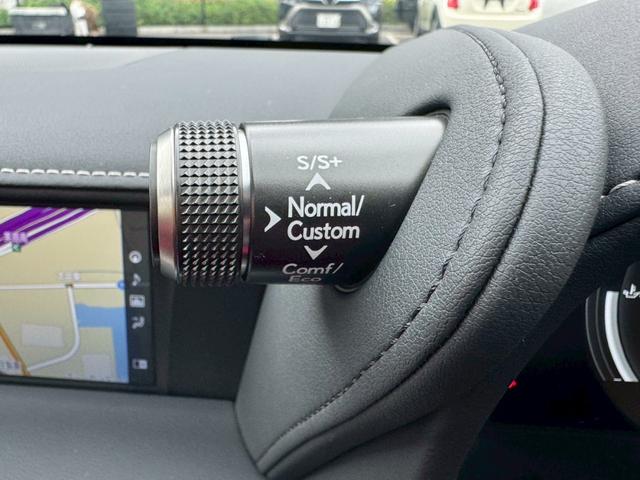 S/S+
Normal/
Custom
Comf/
Eco